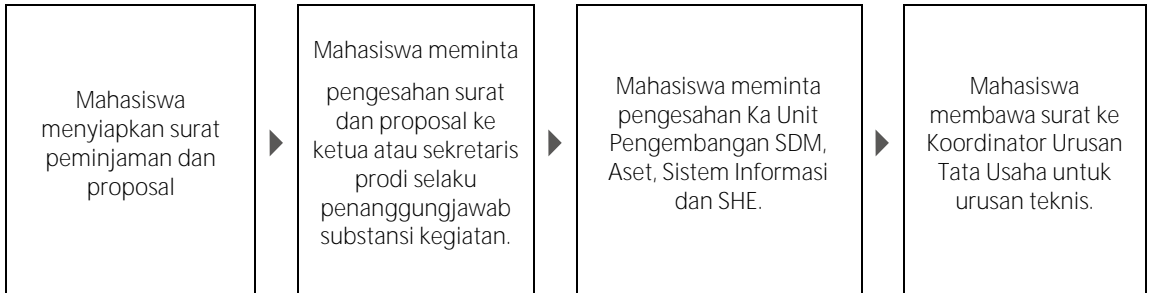 Mahasiswa
menyiapkan surat
peminjaman dan
proposal
Mahasiswa meminta
pengesahan surat
dan proposal ke
ketua atau sekretaris
prodi selaku
penanggungjawab
substansi kegiatan.
Mahasiswa meminta
pengesahan Ka Unit
Pengembangan SDM,
Aset, Sistem Informasi
dan SHE.
Mahasiswa
membawa surat ke
Koordinator Urusan
Tata Usaha untuk
urusan teknis.